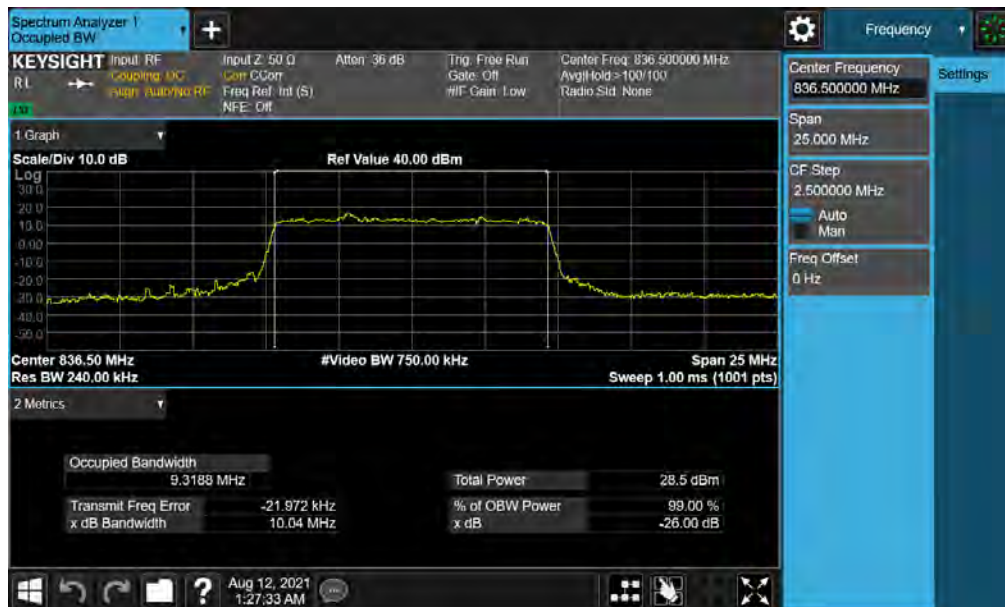 Spectrum Analyzer 1
Occupied BW
+
Frequency
KEYSIGHT
Input: RF
Coupling: DC
Align: Auto/No RF
Input Z: 50 Ω
Corr CCorr
Freq Ref: Int (S)
NFE: Off
Atten: 36 dB
Trig: Free Run
Gate: Off
#IF Gain: Low
Center Freq: 836.500000 MHz
Avg|Hold:>100/100
Radio Std: None
RL
1 Graph
Scale/Div 10.0 dB
Ref Value 40.00 dBm
Log
30.0
20.0
10.0
0.00
-10.0
-20.0
-30.0
-40.0
-50.0
Center 836.50 MHz
#Video BW 750.00 kHz
Span 25 MHz
Res BW 240.00 kHz
Sweep 1.00 ms (1001 pts)
2 Metrics
Occupied Bandwidth
9.3188 MHz
Total Power
28.5 dBm
Transmit Freq Error
-21.972 kHz
% of OBW Power
99.00 %
x dB Bandwidth
10.04 MHz
x dB
-26.00 dB
Center Frequency
836.500000 MHz
Settings
Span
25.000 MHz
CF Step
2.500000 MHz
Auto
Man
Freq Offset
0 Hz
?
Aug 12, 2021
1:27:33 AM